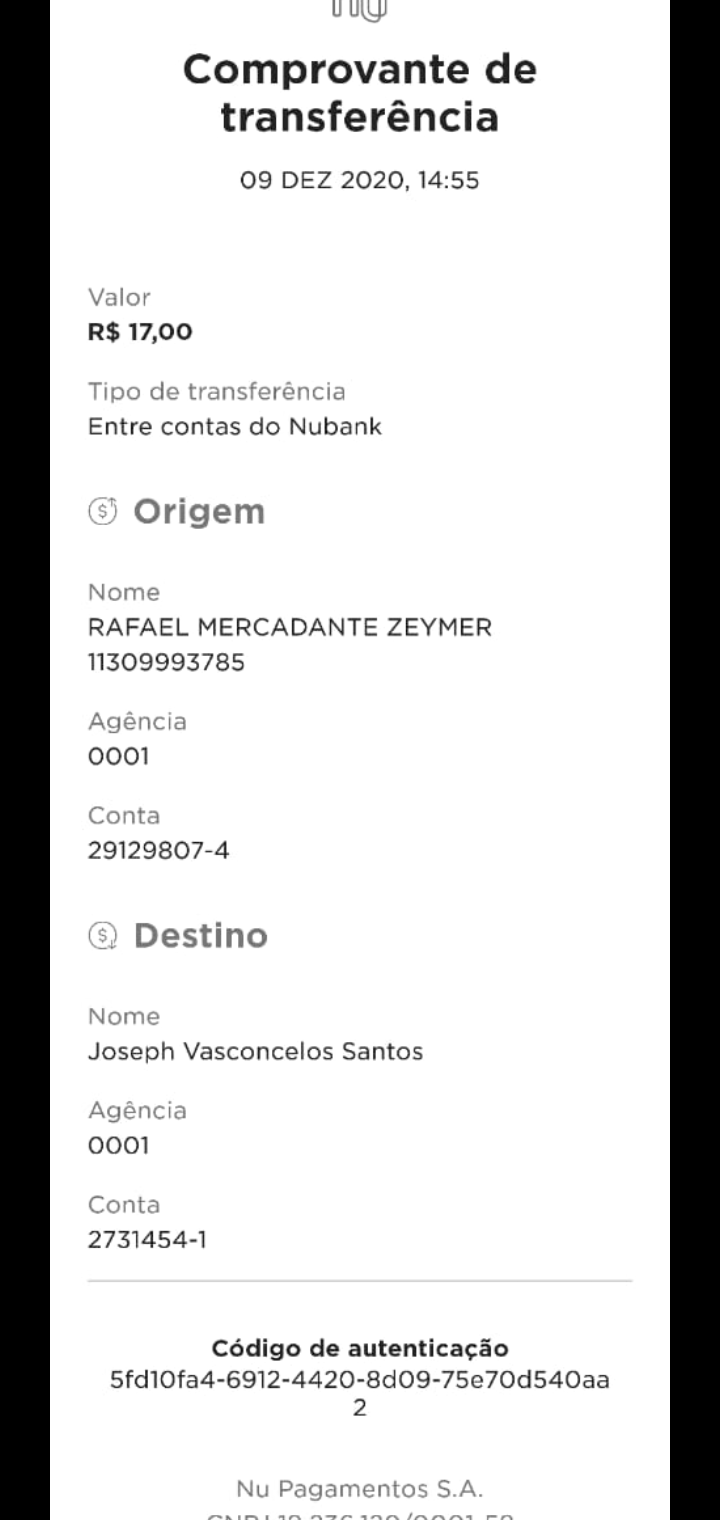 nu
Comprovante de
transferência
09 DEZ 2020, 14:55
Valor
R$ 17,00
Tipo de transferência
Entre contas do Nubank
Origem
Nome
RAFAEL MERCADANTE ZEYMER
11309993785
Agência
0001
Conta
29129807-4
Destino
Nome
Joseph Vasconcelos Santos
Agência
0001
Conta
2731454-1
Código de autenticação
5fd10fa4-6912-4420-8d09-75e70d540aa
2
Nu Pagamentos S.A.